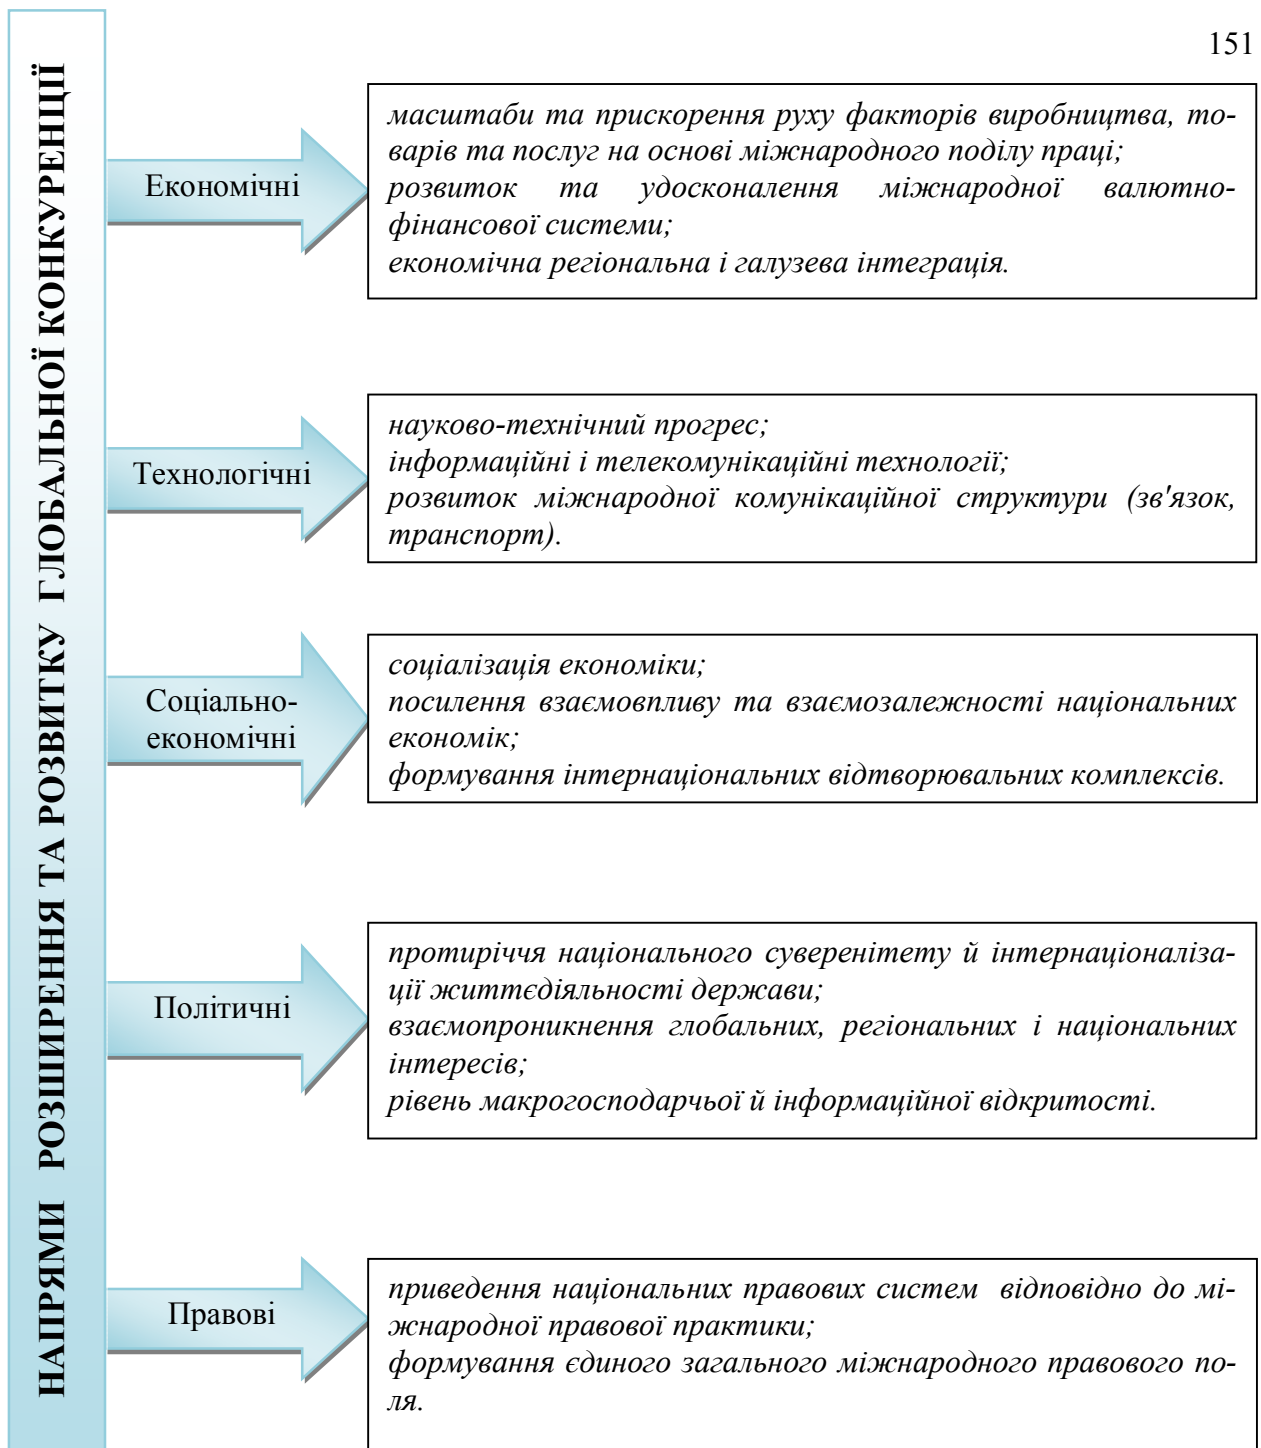 151
НАПРЯМИ РОЗШИРЕННЯ ТА РОЗВИТКУ ГЛОБАЛЬНОЇ КОНКУРЕНЦІЇ
Економічні
масштаби та прискорення руху факторів виробництва, то-
варів та послуг на основі міжнародного поділу праці;
розвиток та удосконалення міжнародної валютно-
фінансової системи;
економічна регіональна і галузева інтеграція.
Технологічні
науково-технічний прогрес;
інформаційні і телекомунікаційні технології;
розвиток міжнародної комунікаційної структури (зв'язок,
транспорт).
Соціально-
економічні
соціалізація економіки;
посилення взаємовпливу та взаємозалежності національних
економік;
формування інтернаціональних відтворювальних комплексів.
Політичні
протиріччя національного суверенітету й інтернаціоналіза-
ції життєдіяльності держави;
взаємопроникнення глобальних, регіональних і національних
інтересів;
рівень макрогосподарчьої й інформаційної відкритості.
Правові
приведення національних правових систем  відповідно до мі-
жнародної правової практики;
формування єдиного загального міжнародного правового по-
ля.